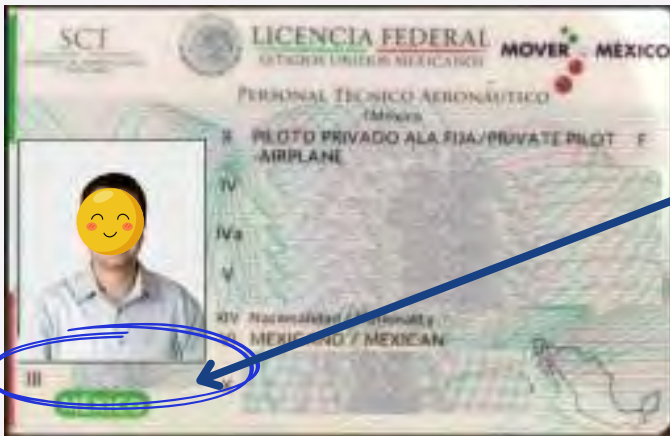 SCT
LICENCIA FEDERAL
ESTADOS UNIDOS MEXICANOS
MOVER MÉXICO
PERSONAL TÉCNICO AERONÁUTICO
II PILOTO PRIVADO ALA FIJA/PRIVATE PILOT F
-AIRPLANE
IV
IVa
V
XIV Nacionalidad / Nationality
MEXICANO / MEXICAN
III
X